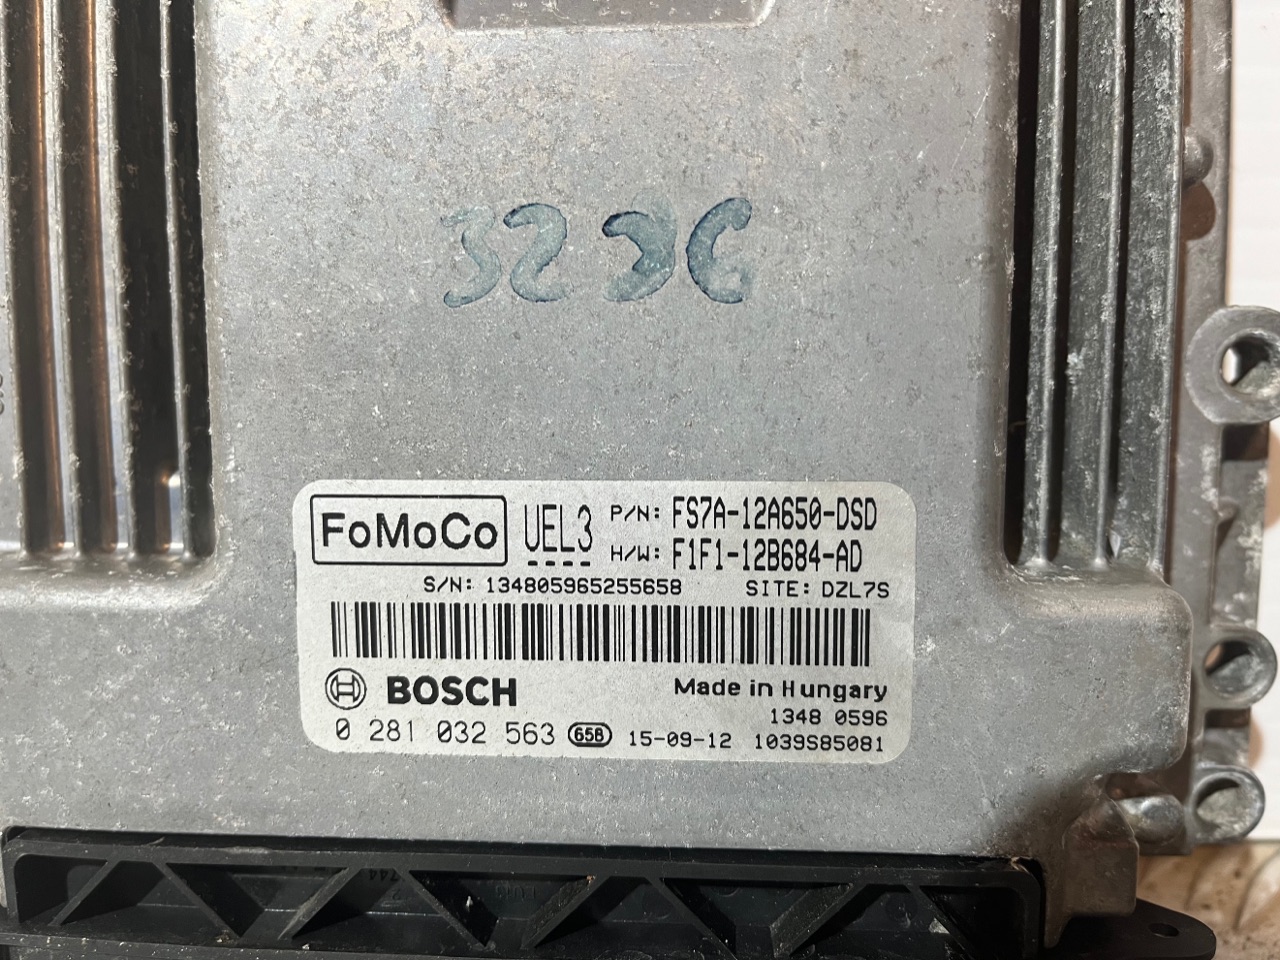 3236
FoMoCo UEL3 P/N: FS7A-12A650-DSD
H/W: F1F1-12B684-AD
S/N: 134805965255658 SITE: DZL7S
BOSCH Made in Hungary
1348 0596
0 281 032 563 658 15-09-12 1039S85081